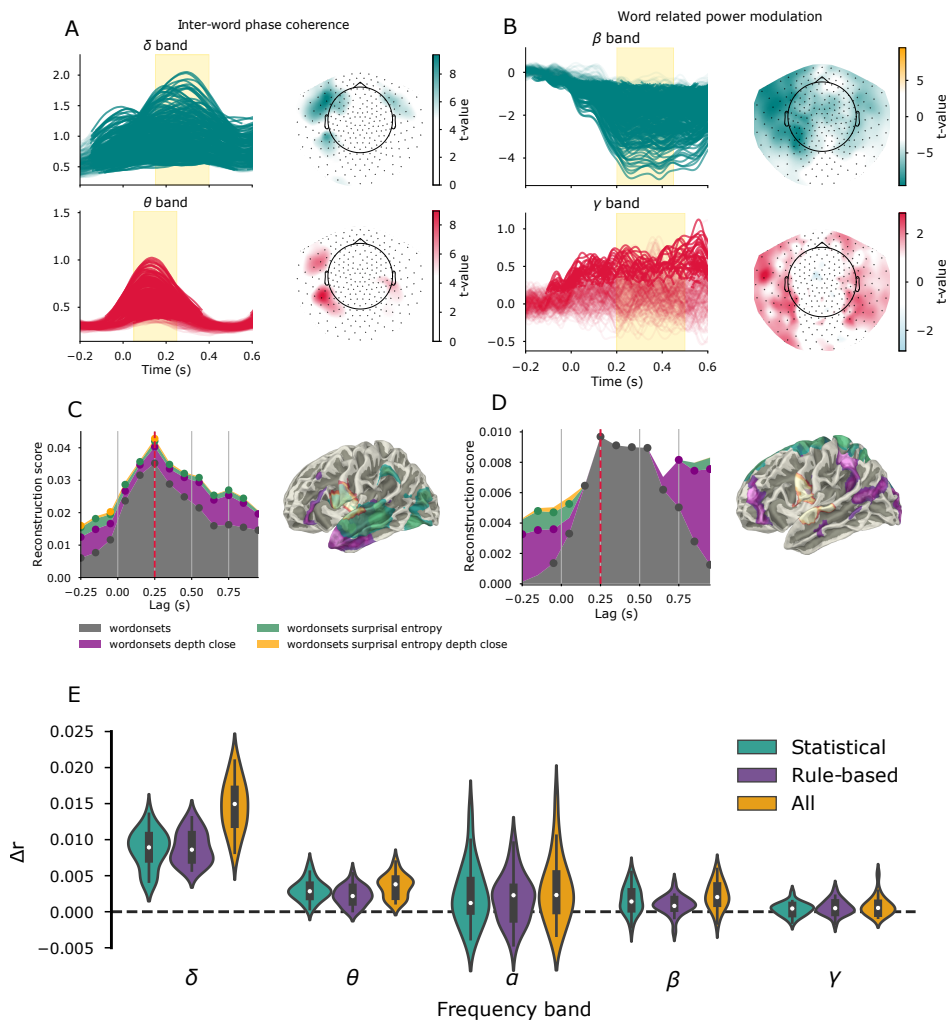 A
Inter-word phase coherence
δ band
2.0
1.5
1.0
0.5
8
6
4
2
0
t-value
θ band
1.5
1.0
0.5
−0.2 0.0 0.2 0.4 0.6
Time (s)
8
6
4
2
0
t-value
B
Word related power modulation
β band
0
−2
−4
5
0
−5
t-value
γ band
1.0
0.5
0.0
−0.5
−0.2 0.0 0.2 0.4 0.6
Time (s)
2
0
−2
t-value
C
Reconstruction score
0.04
0.03
0.02
0.01
0.00
−0.25 0.00 0.25 0.50 0.75
Lag (s)
D
Reconstruction score
0.010
0.008
0.006
0.004
0.002
0.000
−0.25 0.00 0.25 0.50 0.75
Lag (s)
wordonsets
wordonsets depth close
wordonsets surprisal entropy
wordonsets surprisal entropy depth close
E
Δr
0.025
0.020
0.015
0.010
0.005
0.000
−0.005
Statistical
Rule-based
All
δ θ α β γ
Frequency band